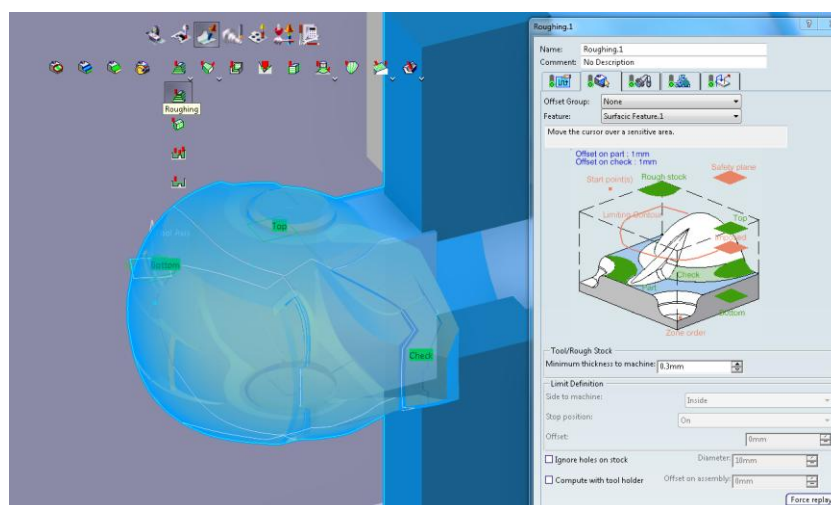 Roughing.1
Name: Roughing.1
Comment: No Description
Offset Group: None
Feature: Surfacic Feature.1
Move the cursor over a sensitive area.
Offset on part : 1mm
Offset on check : 1mm
Safety plane
Start point(s)
Rough stock
Limiting Contour
Top
Imposed
Check
Part
Bottom
Zone order
Tool/Rough Stock
Minimum thickness to machine: 0.3mm
Limit Definition
Side to machine: Inside
Stop position: On
Offset: 0mm
Ignore holes on stock Diameter: 10mm
Compute with tool holder Offset on assembly: 0mm
Force replay
Roughing
Top
Bottom
Check